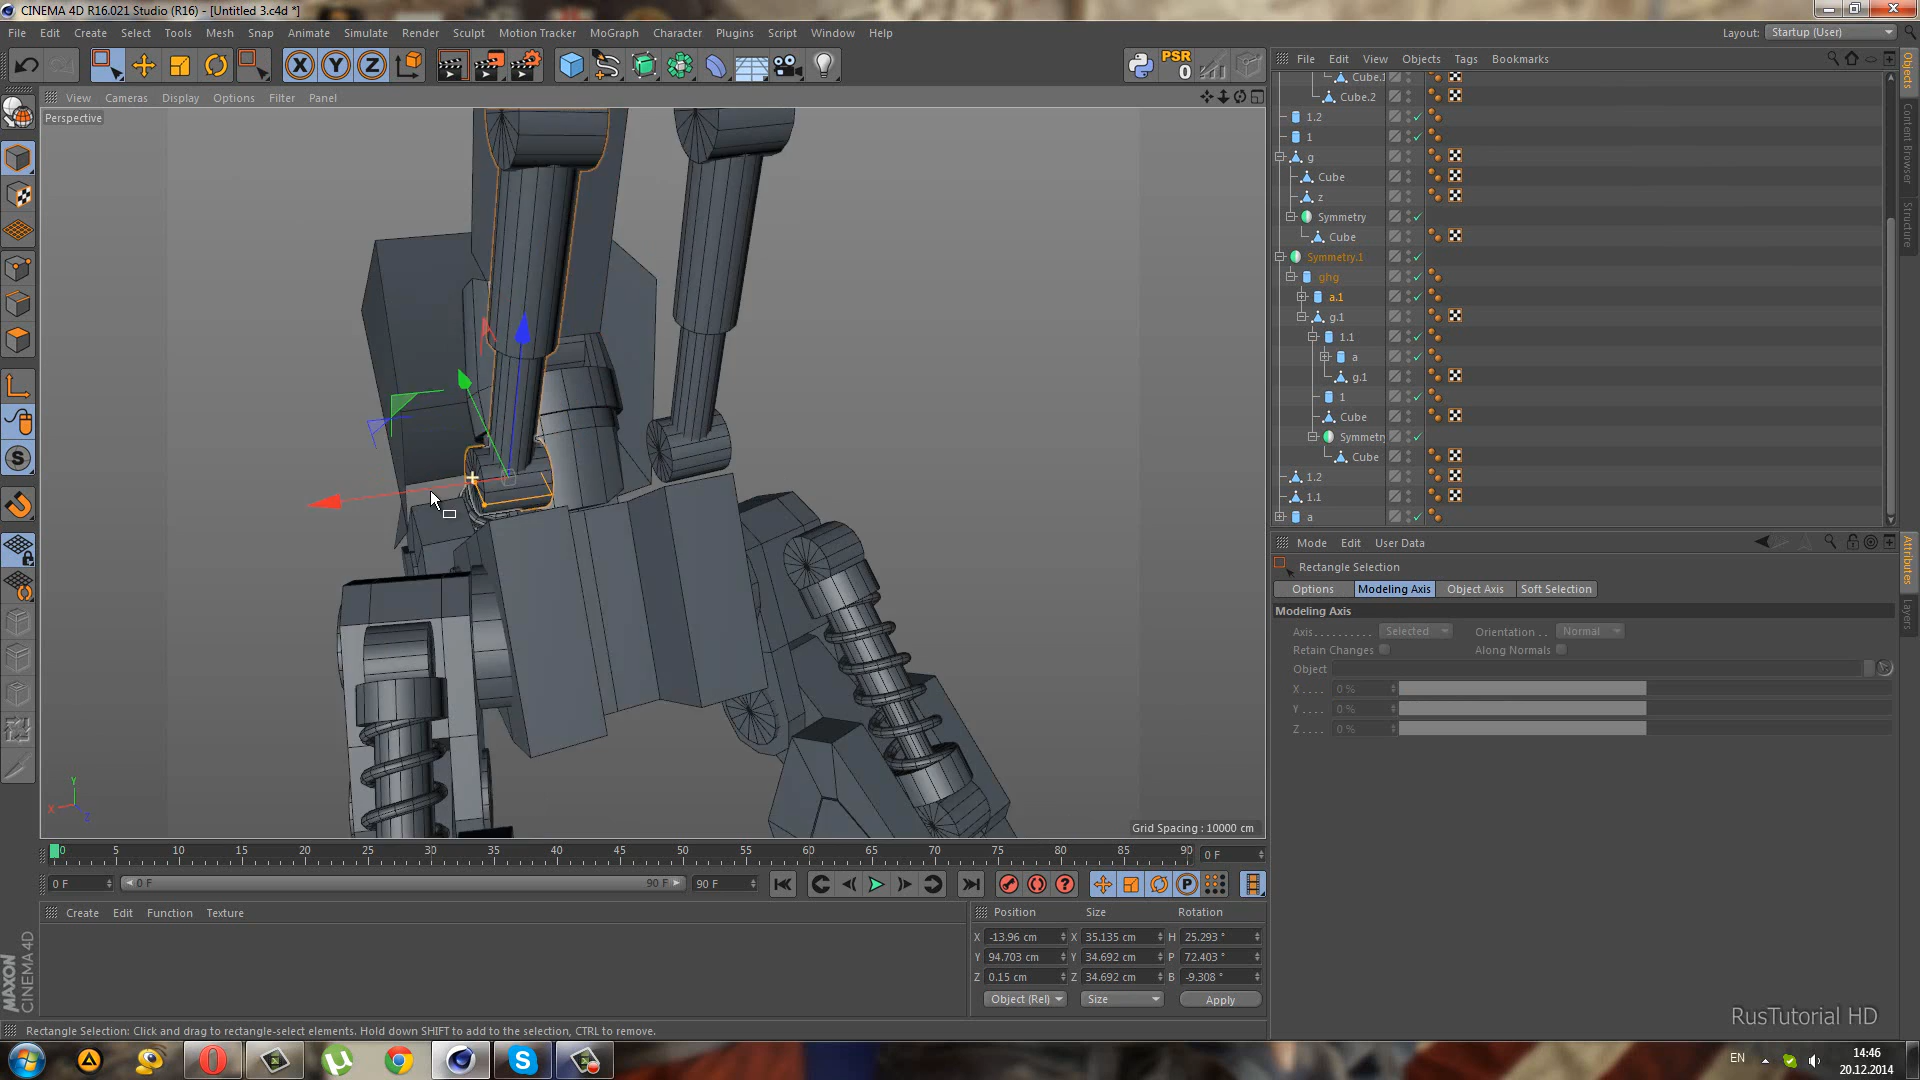 CINEMA 4D R16.021 Studio (R16) - [Untitled 3.c4d *]
File Edit Create Select Tools Mesh Snap Animate Simulate Render Sculpt Motion Tracker MoGraph Character Plugins Script Window Help
Layout: Startup (User)
PSR
0
File Edit View Objects Tags Bookmarks
View Cameras Display Options Filter Panel
Perspective
Cube.1
Cube.2
1.2
1
g
Cube
z
Symmetry
Cube
Symmetry.1
ghg
a.1
g.1
1.1
a
g.1
1
Cube
Symmetry
Cube
1.2
1.1
a
Objects
Content Browser
Structure
Mode Edit User Data
Rectangle Selection
Options Modeling Axis Object Axis Soft Selection
Modeling Axis
Axis Selected Orientation Normal
Retain Changes Along Normals
Object
X 0 %
Y 0 %
Z 0 %
Attributes
Layers
X Y Z
Grid Spacing : 10000 cm
0 5 10 15 20 25 30 35 40 45 50 55 60 65 70 75 80 85 90
0 F
0 F 0 F 90 F 90 F
Create Edit Function Texture
Position Size Rotation
X -13.96 cm X 35.135 cm H 25.293 °
Y 94.703 cm Y 34.692 cm P 72.403 °
Z 0.15 cm Z 34.692 cm B -9.308 °
Object (Rel) Size Apply
MAXON
CINEMA 4D
Rectangle Selection: Click and drag to rectangle-select elements. Hold down SHIFT to add to the selection, CTRL to remove.
RusTutorial HD
EN
14:46
20.12.2014